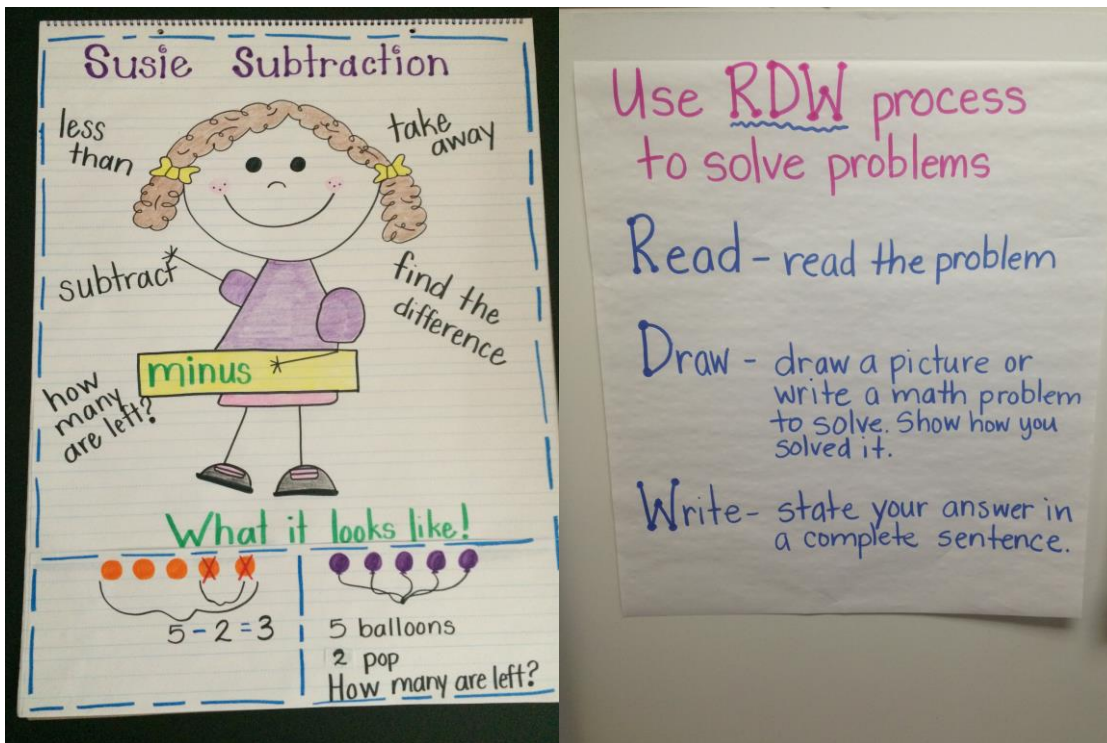 Susie Subtraction
less
than
take
away
subtract
find the
difference
minus
how
many
are left?
What it looks like!
5 - 2 = 3
5 balloons
2 pop
How many are left?
Use RDW process
to solve problems
Read - read the problem
Draw - draw a picture or
write a math problem
to solve. Show how you
solved it.
Write - state your answer in
a complete sentence.